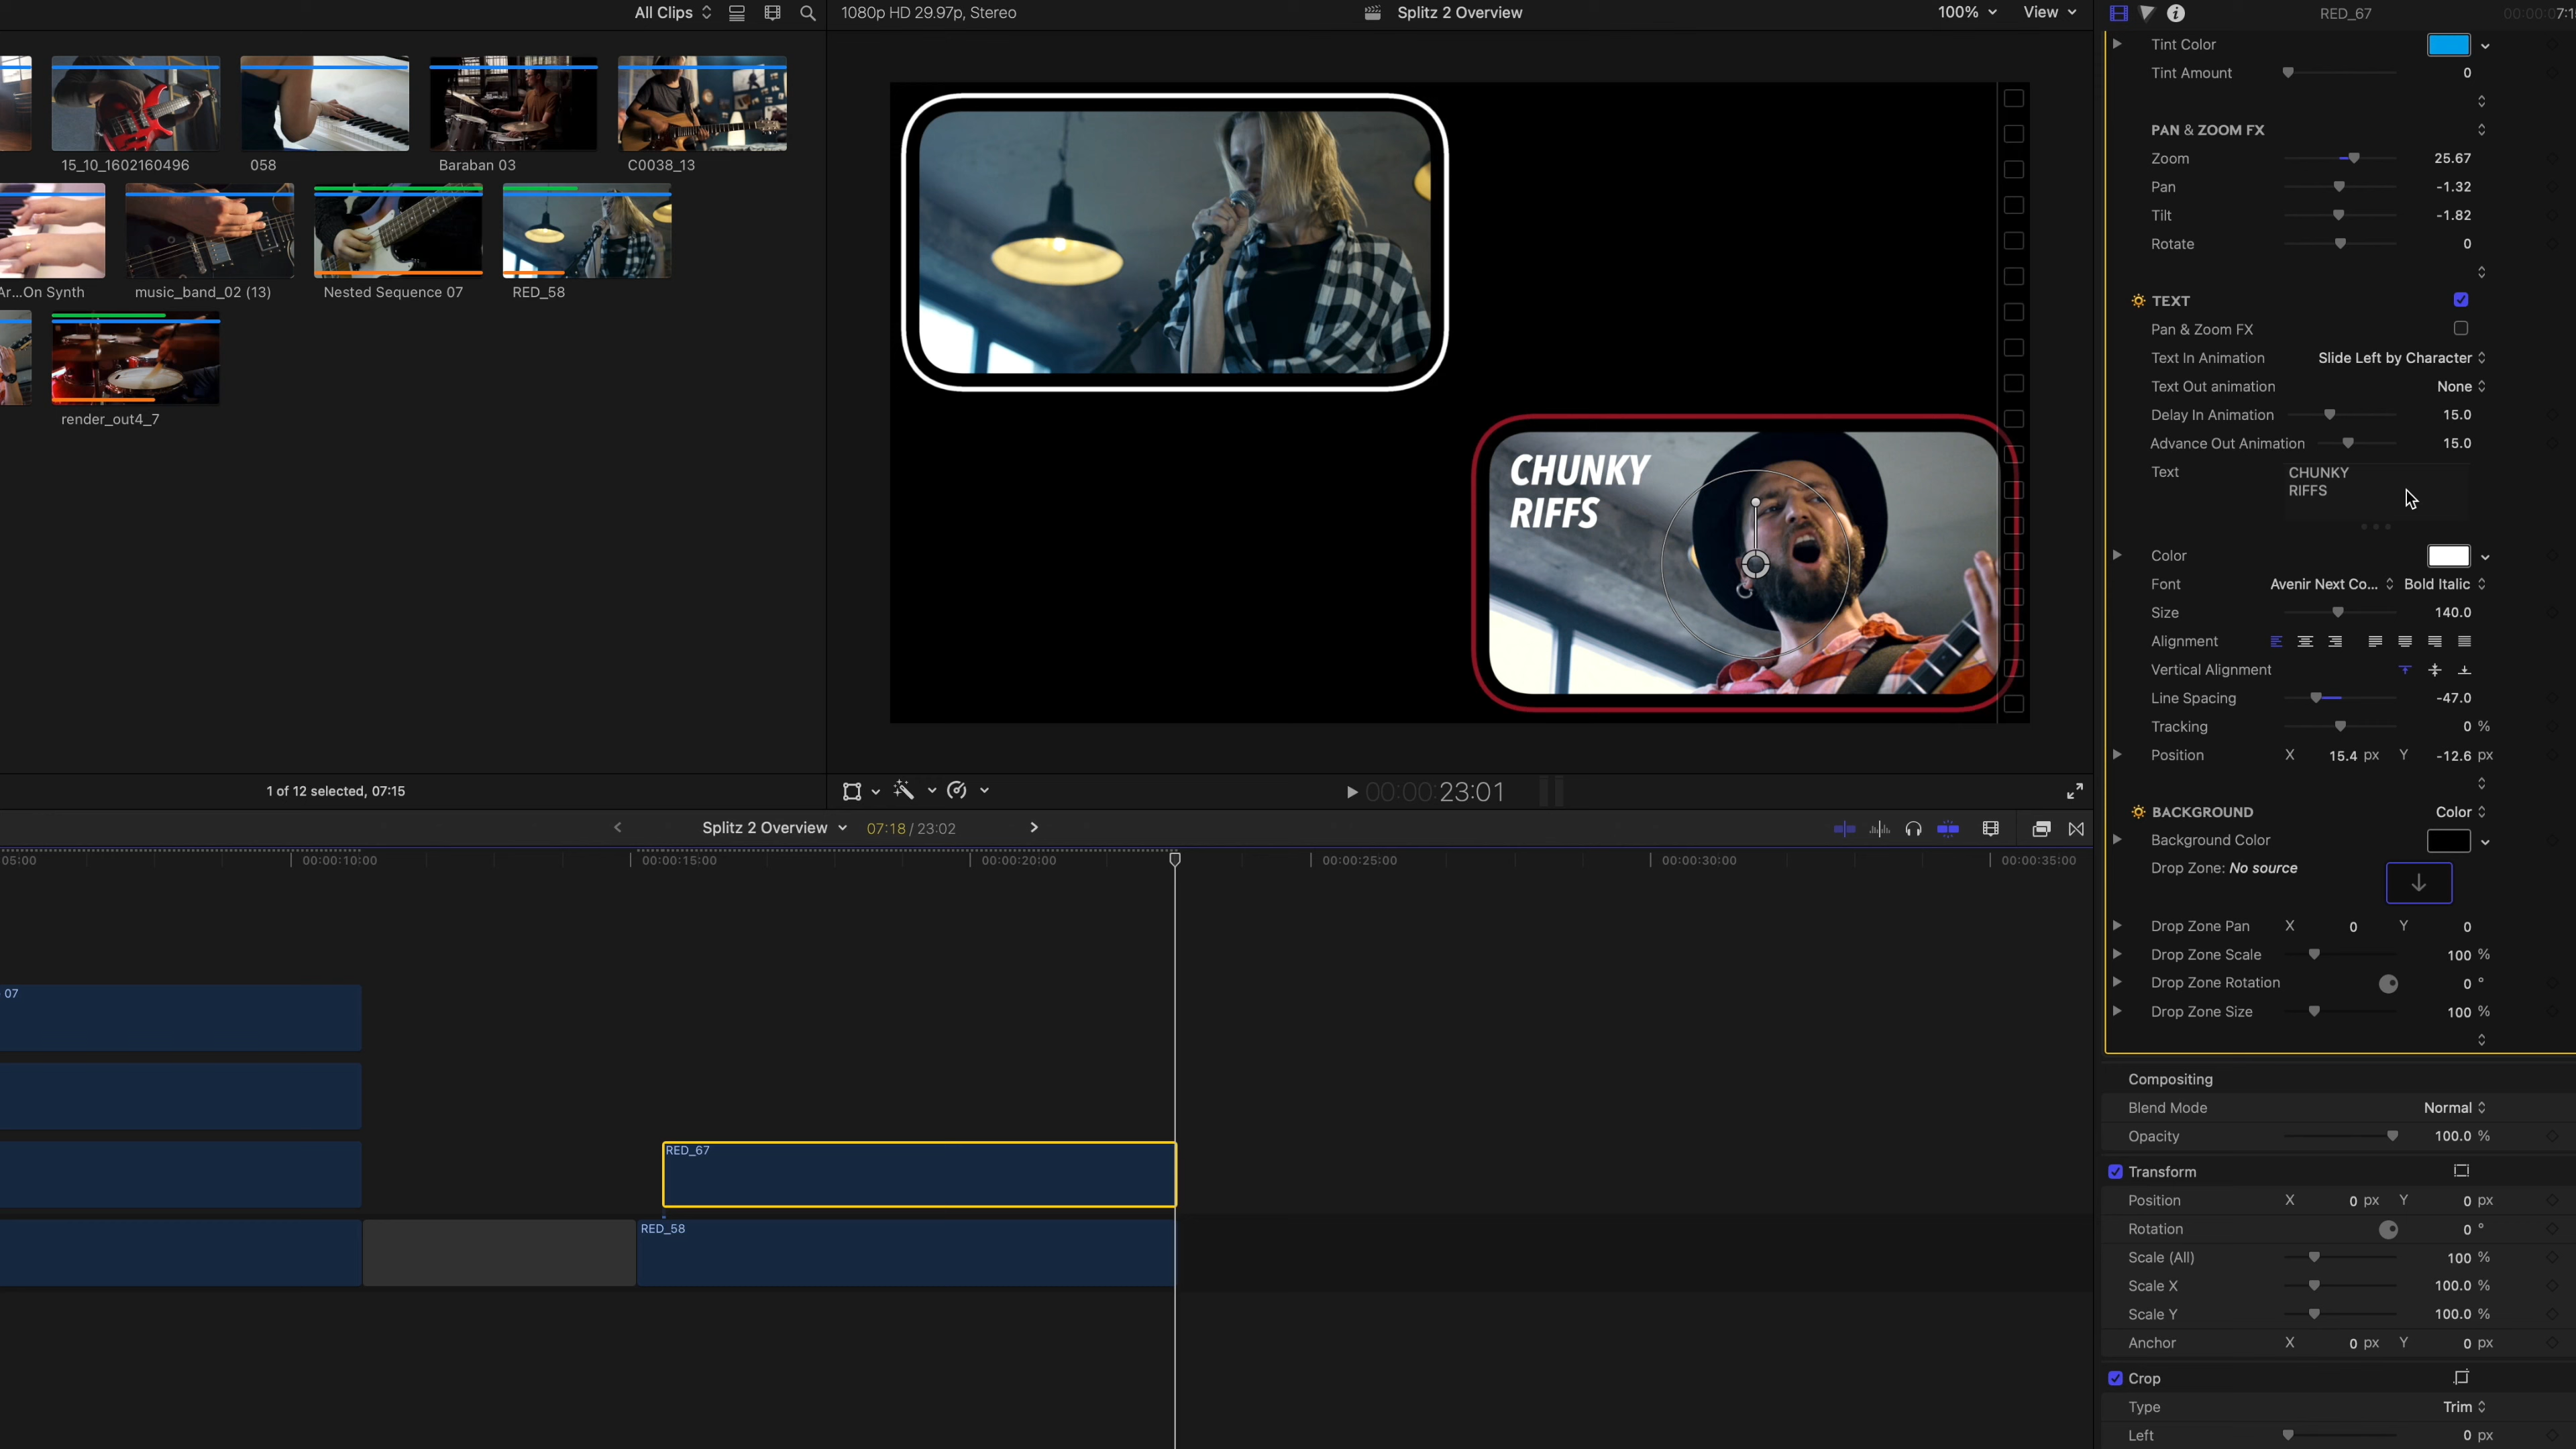 All Clips
1080p HD 29.97p, Stereo
Splitz 2 Overview
100%
View
RED_67
15_10_1602160496
058
Baraban 03
C0038_13
Ar...On Synth
music_band_02 (13)
Nested Sequence 07
RED_58
render_out4_7
CHUNKY
RIFFS
1 of 12 selected, 07:15
00:00:23:01
Tint Color
Tint Amount 0
PAN & ZOOM FX
Zoom 25.67
Pan -1.32
Tilt -1.82
Rotate 0
TEXT
Pan & Zoom FX
Text In Animation Slide Left by Character
Text Out animation None
Delay In Animation 15.0
Advance Out Animation 15.0
Text CHUNKY
RIFFS
Color
Font Avenir Next Co... Bold Italic
Size 140.0
Alignment
Vertical Alignment
Line Spacing -47.0
Tracking 0 %
Position X 15.4 px Y -12.6 px
BACKGROUND Color
Background Color
Drop Zone: No source
Drop Zone Pan X 0 Y 0
Drop Zone Scale 100 %
Drop Zone Rotation 0 °
Drop Zone Size 100 %
Compositing
Blend Mode Normal
Opacity 100.0 %
Transform
Position X 0 px Y 0 px
Rotation 0 °
Scale (All) 100 %
Scale X 100.0 %
Scale Y 100.0 %
Anchor X 0 px Y 0 px
Crop
Type Trim
Left 0 px
Splitz 2 Overview 07:18 / 23:02
05:00 00:00:10:00 00:00:15:00 00:00:20:00 00:00:25:00 00:00:30:00 00:00:35:00
07
RED_67
RED_58